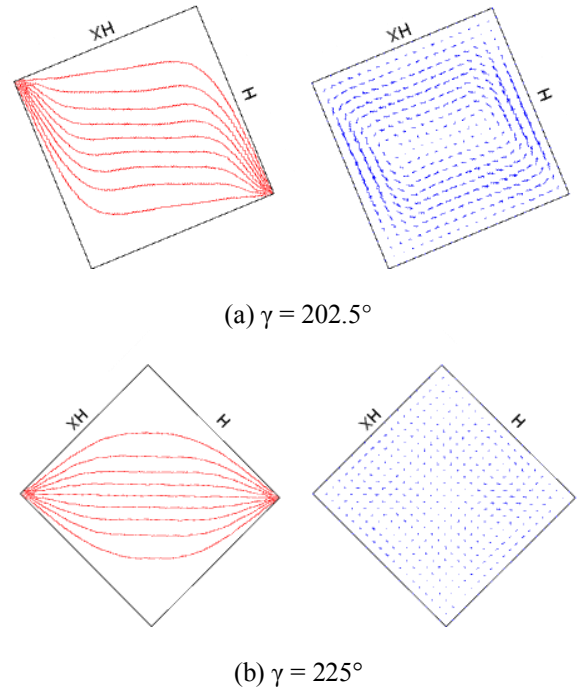 XH
H
XH
H
(a) γ = 202.5°
XH
H
XH
H
(b) γ = 225°